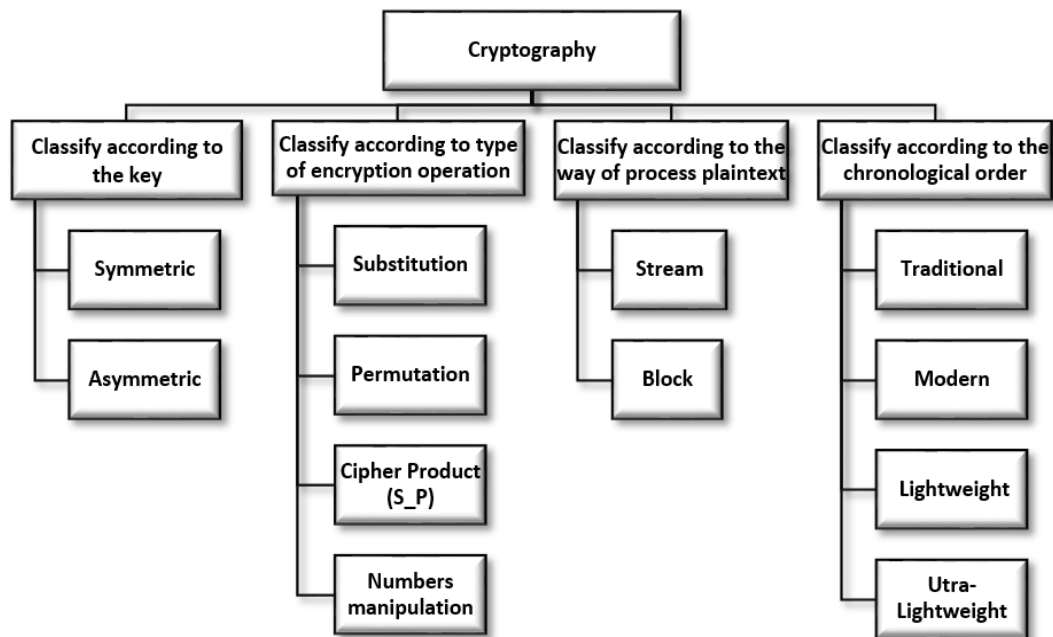 Cryptography
Classify according to
the key
Symmetric
Asymmetric
Classify according to type
of encryption operation
Substitution
Permutation
Cipher Product
(S_P)
Numbers
manipulation
Classify according to the
way of process plaintext
Stream
Block
Classify according to the
chronological order
Traditional
Modern
Lightweight
Utra-
Lightweight